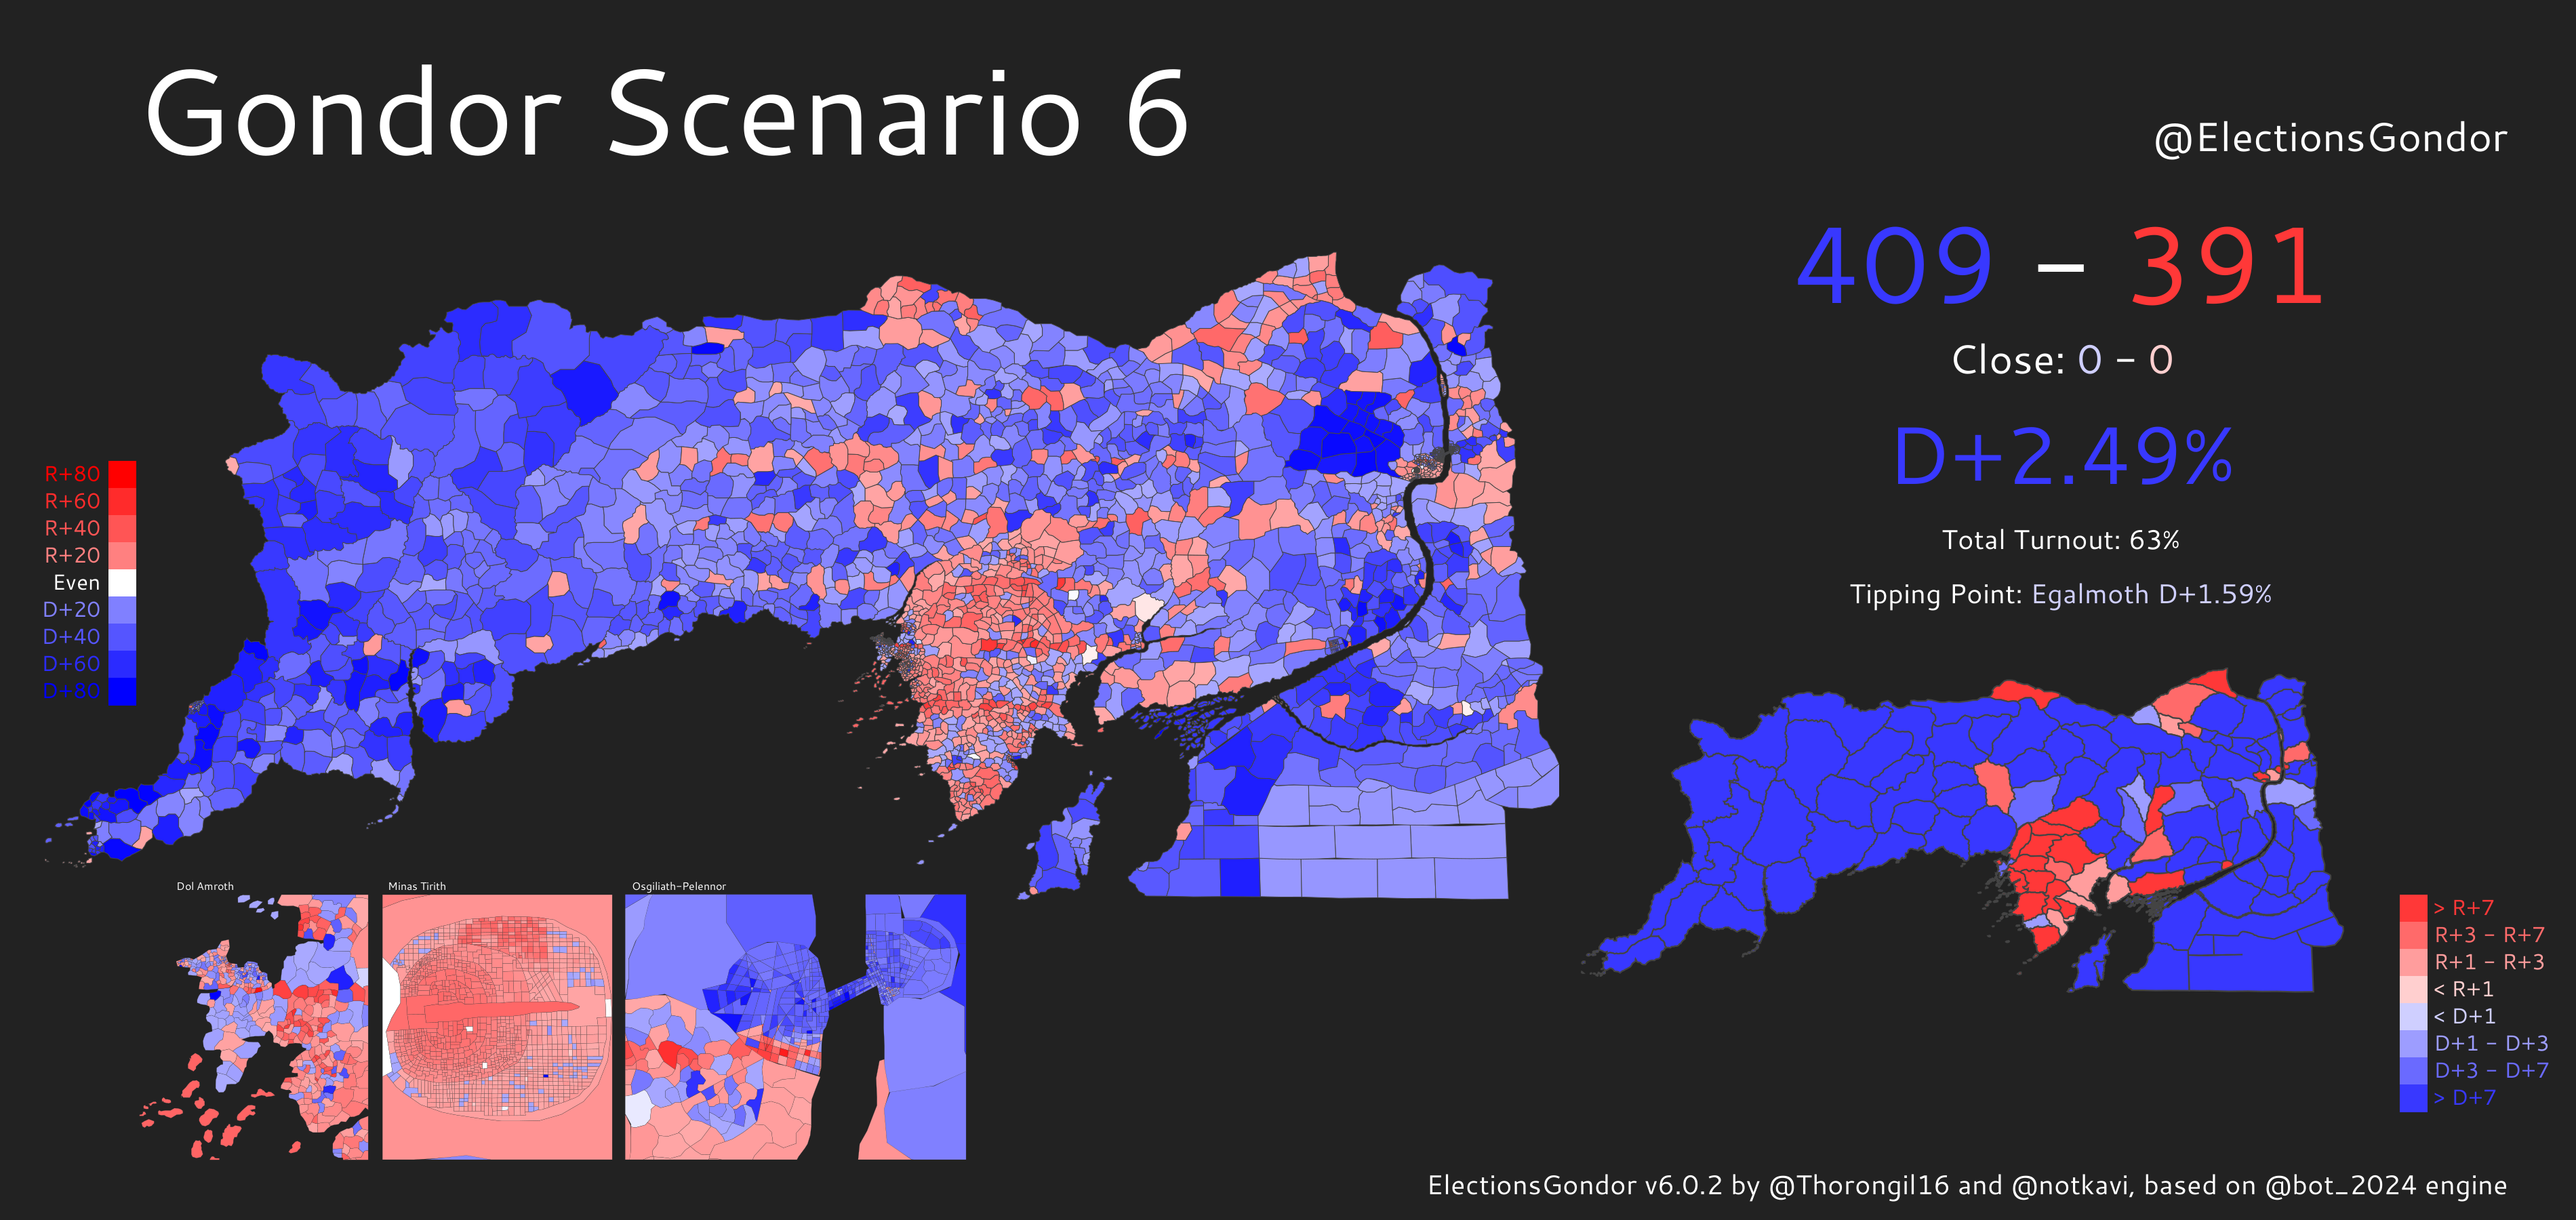 Gondor Scenario 6
@ElectionsGondor
409 – 391
Close: 0 – 0
D+2.49%
Total Turnout: 63%
Tipping Point: Egalmoth D+1.59%
R+80
R+60
R+40
R+20
Even
D+20
D+40
D+60
D+80
Dol Amroth
Minas Tirith
Osgiliath-Pelennor
> R+7
R+3 – R+7
R+1 – R+3
< R+1
< D+1
D+1 – D+3
D+3 – D+7
> D+7
ElectionsGondor v6.0.2 by @Thorongil16 and @notkavi, based on @bot_2024 engine